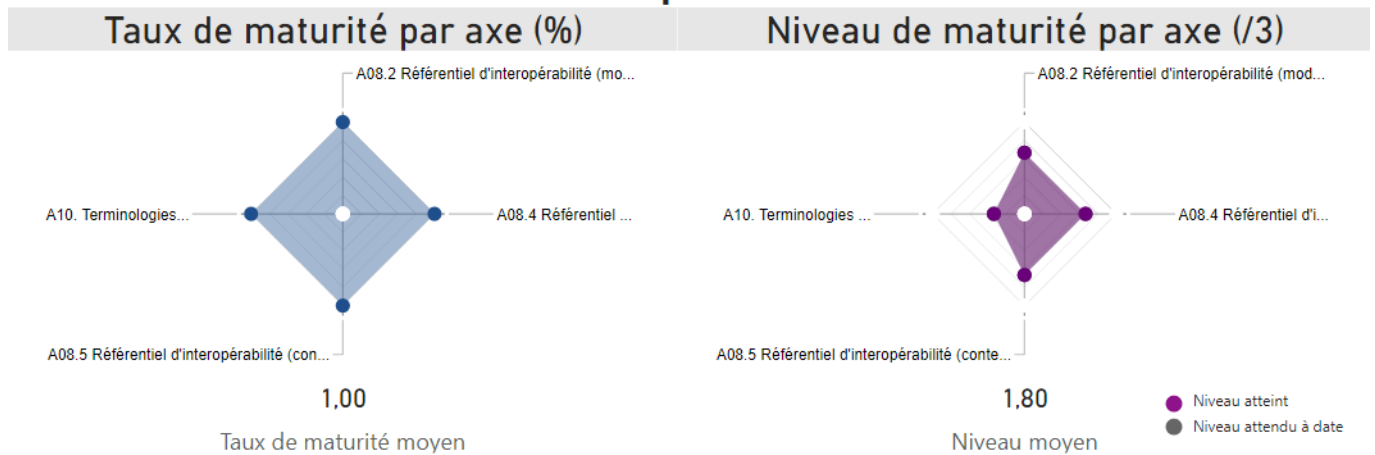 Taux de maturité par axe (%)
Niveau de maturité par axe (/3)
A08.2 Référentiel d'interopérabilité (mo...
A10. Terminologies...
A08.4 Référentiel ...
A08.5 Référentiel d'interopérabilité (con...
1,00
Taux de maturité moyen
A08.2 Référentiel d'interopérabilité (mod...
A10. Terminologies ...
A08.4 Référentiel d'i...
A08.5 Référentiel d'interopérabilité (conte...
1,80
Niveau moyen
Niveau atteint
Niveau attendu à date